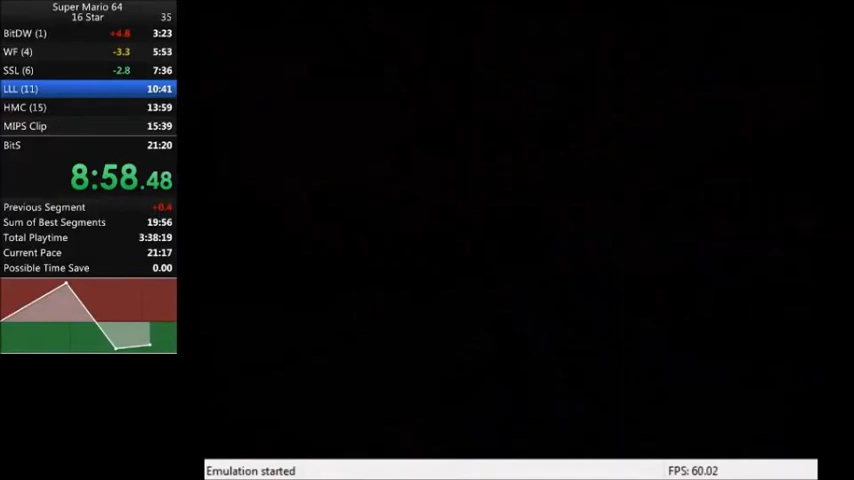 Super Mario 64
16 Star 35
BitDW (1) +4.8 3:23
WF (4) -3.3 5:53
SSL (6) -2.8 7:36
LLL (11) 10:41
HMC (15) 13:59
MIPS Clip 15:39
BitS 21:20
8:58.48
Previous Segment +0.4
Sum of Best Segments 19:56
Total Playtime 3:38:19
Current Pace 21:17
Possible Time Save 0.00
Emulation started FPS: 60.02